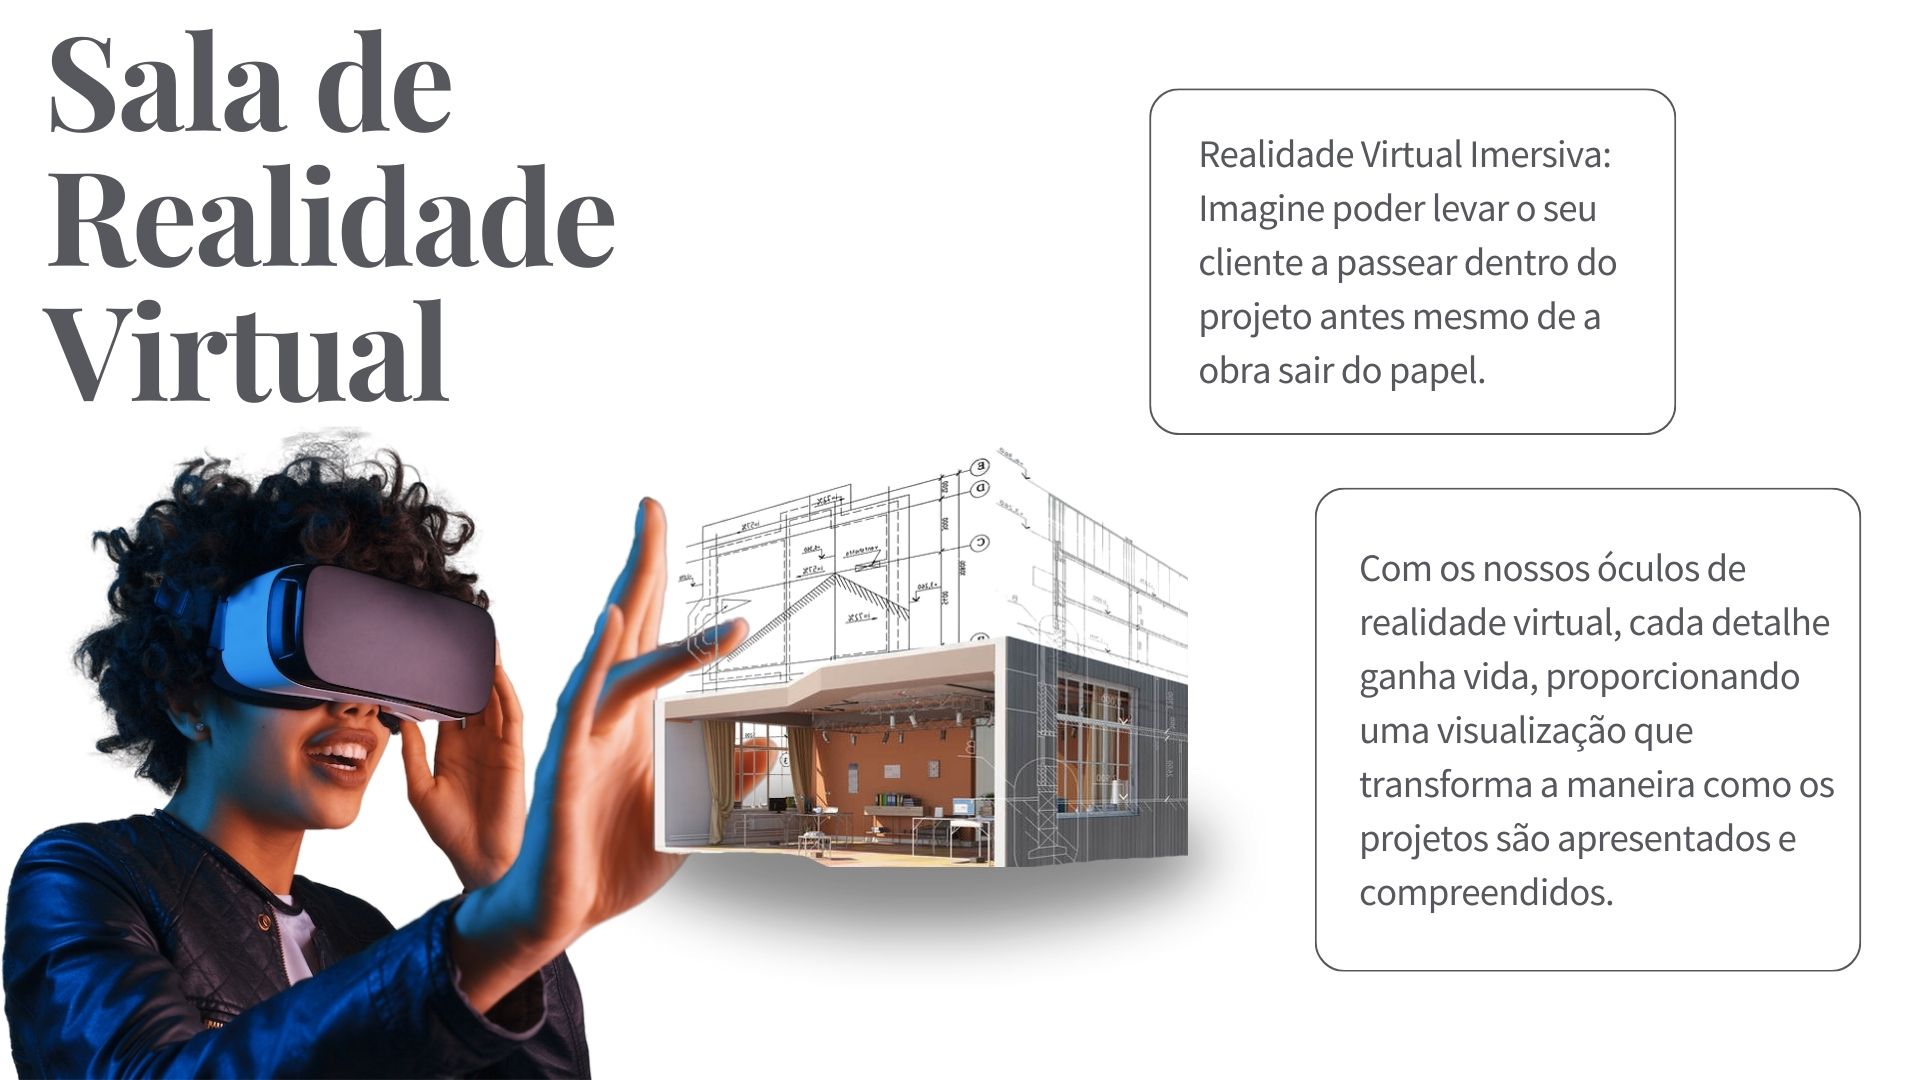 Sala de
Realidade
Virtual
Realidade Virtual Imersiva:
Imagine poder levar o seu
cliente a passear dentro do
projeto antes mesmo de a
obra sair do papel.
Com os nossos óculos de
realidade virtual, cada detalhe
ganha vida, proporcionando
uma visualização que
transforma a maneira como os
projetos são apresentados e
compreendidos.